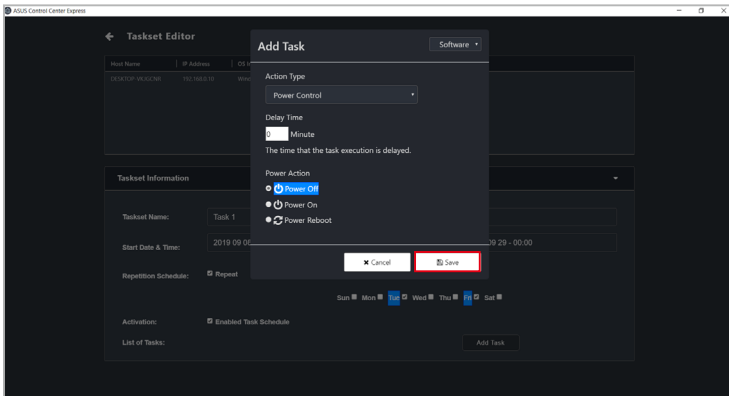 ASUS Control Center Express
Taskset Editor
Add Task
Software
Host Name
IP Address
OS
Action Type
Power Control
Delay Time
0 Minute
The time that the task execution is delayed.
Power Action
Power Off
Power On
Power Reboot
Cancel
Save
Taskset Information
Taskset Name:
Task 1
Start Date & Time:
2019 09
09 29 - 00:00
Repetition Schedule:
Repeat
Sun Mon Tue Wed Thu Fri Sat
Activation:
Enabled Task Schedule
List of Tasks:
Add Task